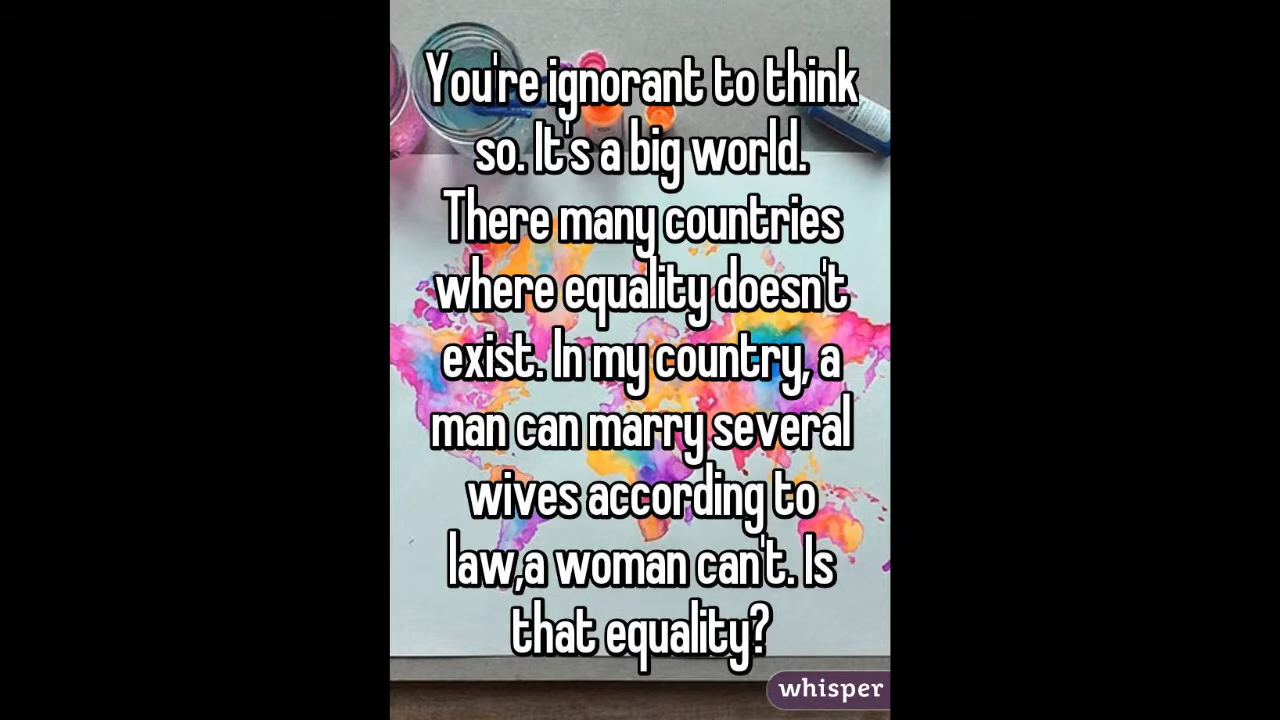 You're ignorant to think
so. It's a big world.
There many countries
where equality doesn't
exist. In my country, a
man can marry several
wives according to
law,a woman can't. Is
that equality?
whisper